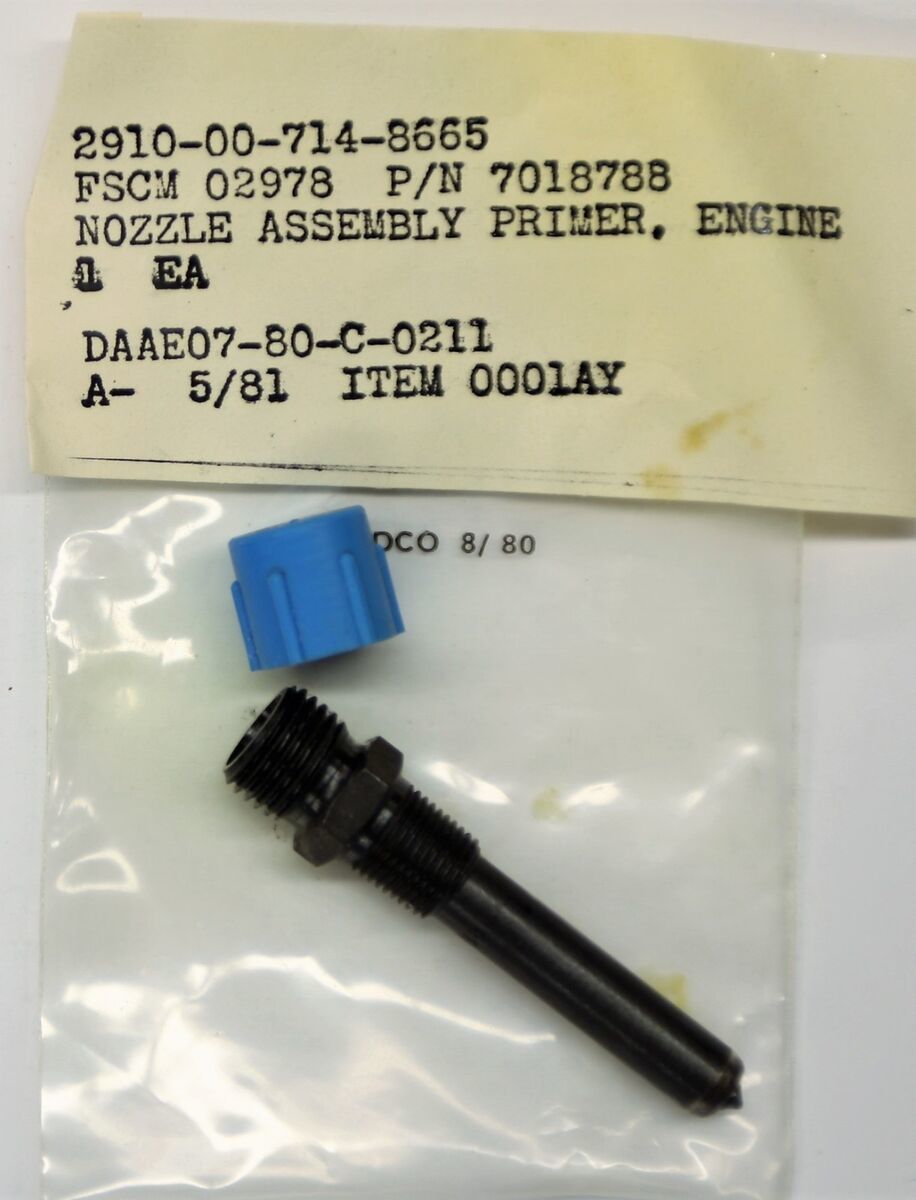 2910-00-714-8665
FSCM 02978 P/N 7018788
NOZZLE ASSEMBLY PRIMER, ENGINE
1 EA
DAAE07-80-C-0211
A- 5/81 ITEM 0001AY
DCO 8/80